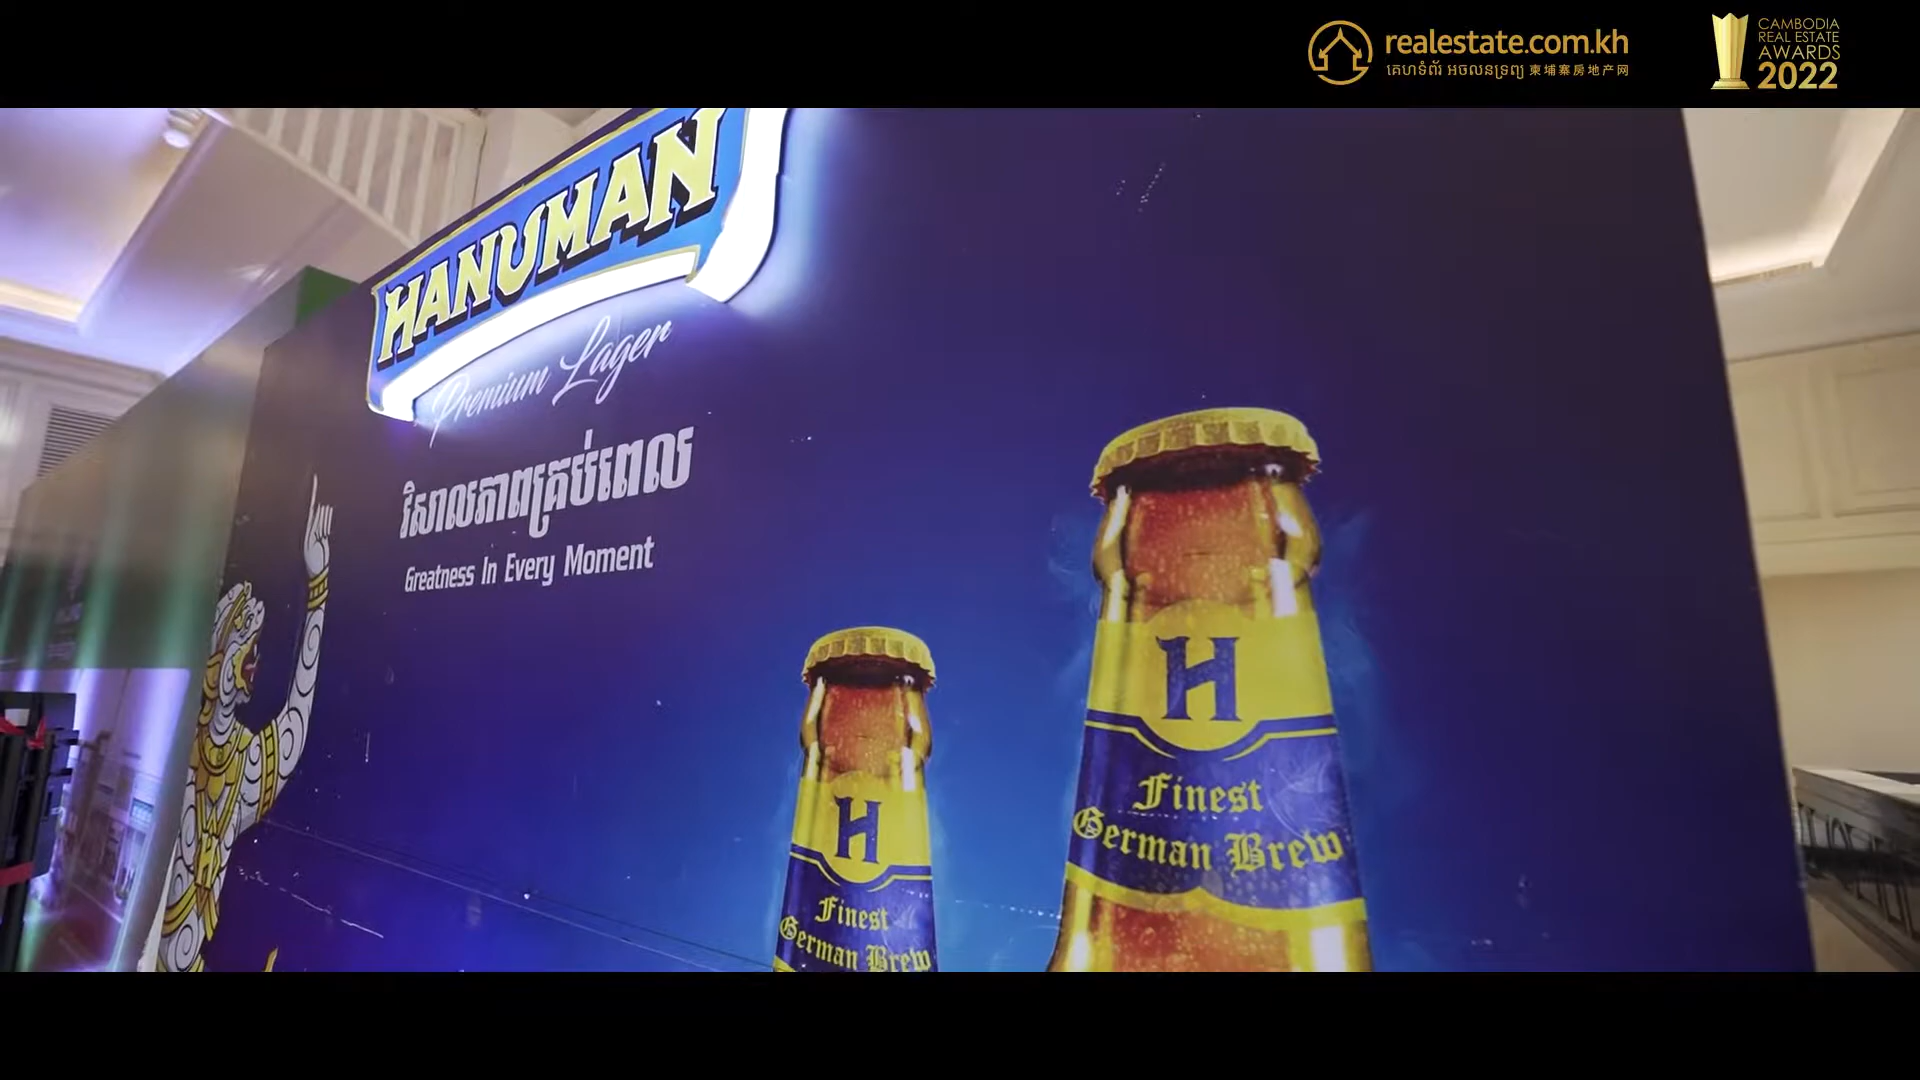 realestate.com.kh
គេហទំព័រ អចលនទ្រព្យ 柬埔寨房地产网
CAMBODIA
REAL ESTATE
AWARDS
2022
HANUMAN
Premium Lager
វិសាលភាពគ្រប់ពេល
Greatness In Every Moment
H
Finest
German Brew
H
Finest
German Brew
H